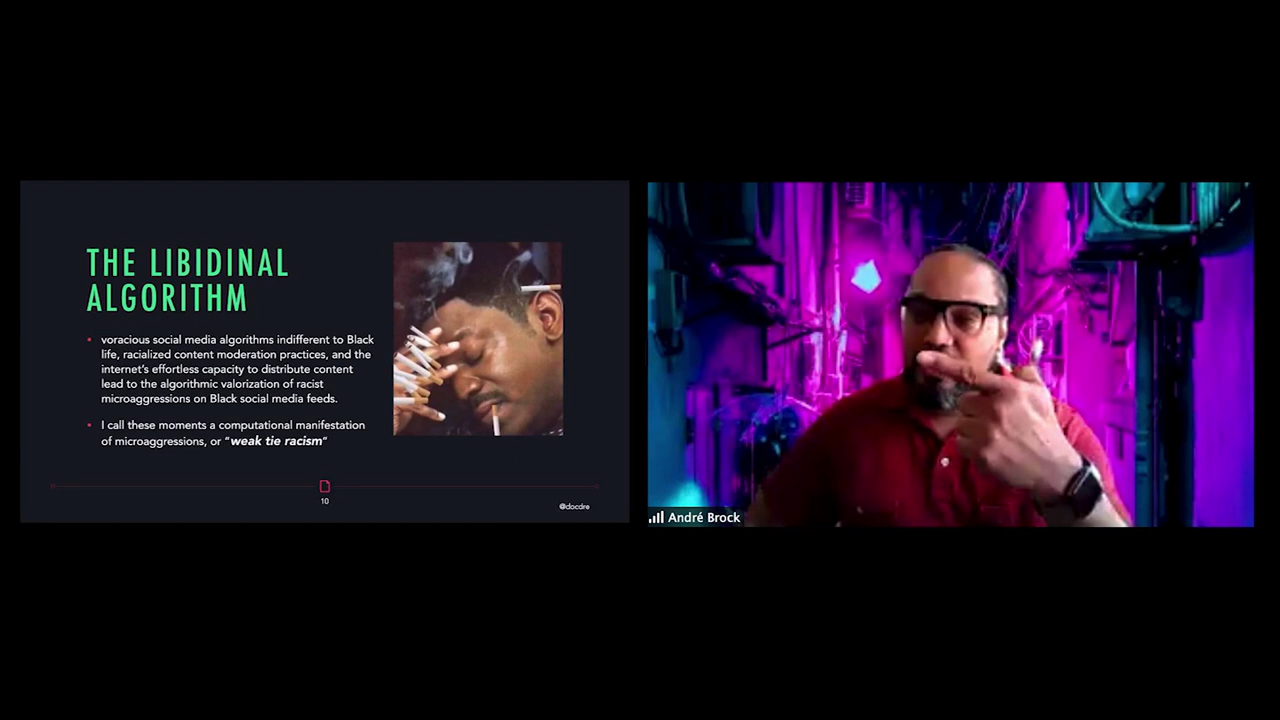 THE LIBIDINAL
ALGORITHM
▪ voracious social media algorithms indifferent to Black
life, racialized content moderation practices, and the
internet's effortless capacity to distribute content
lead to the algorithmic valorization of racist
microaggressions on Black social media feeds.
▪ I call these moments a computational manifestation
of microaggressions, or "weak tie racism"
10
@docdre
André Brock